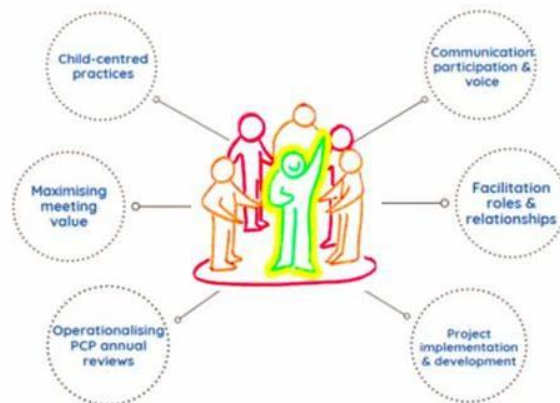 Child-centred
practices
Communication
participation &
voice
Maximising
meeting
value
Facilitation
roles &
relationships
Operationalising
PCP annual
reviews
Project
implementation
& development